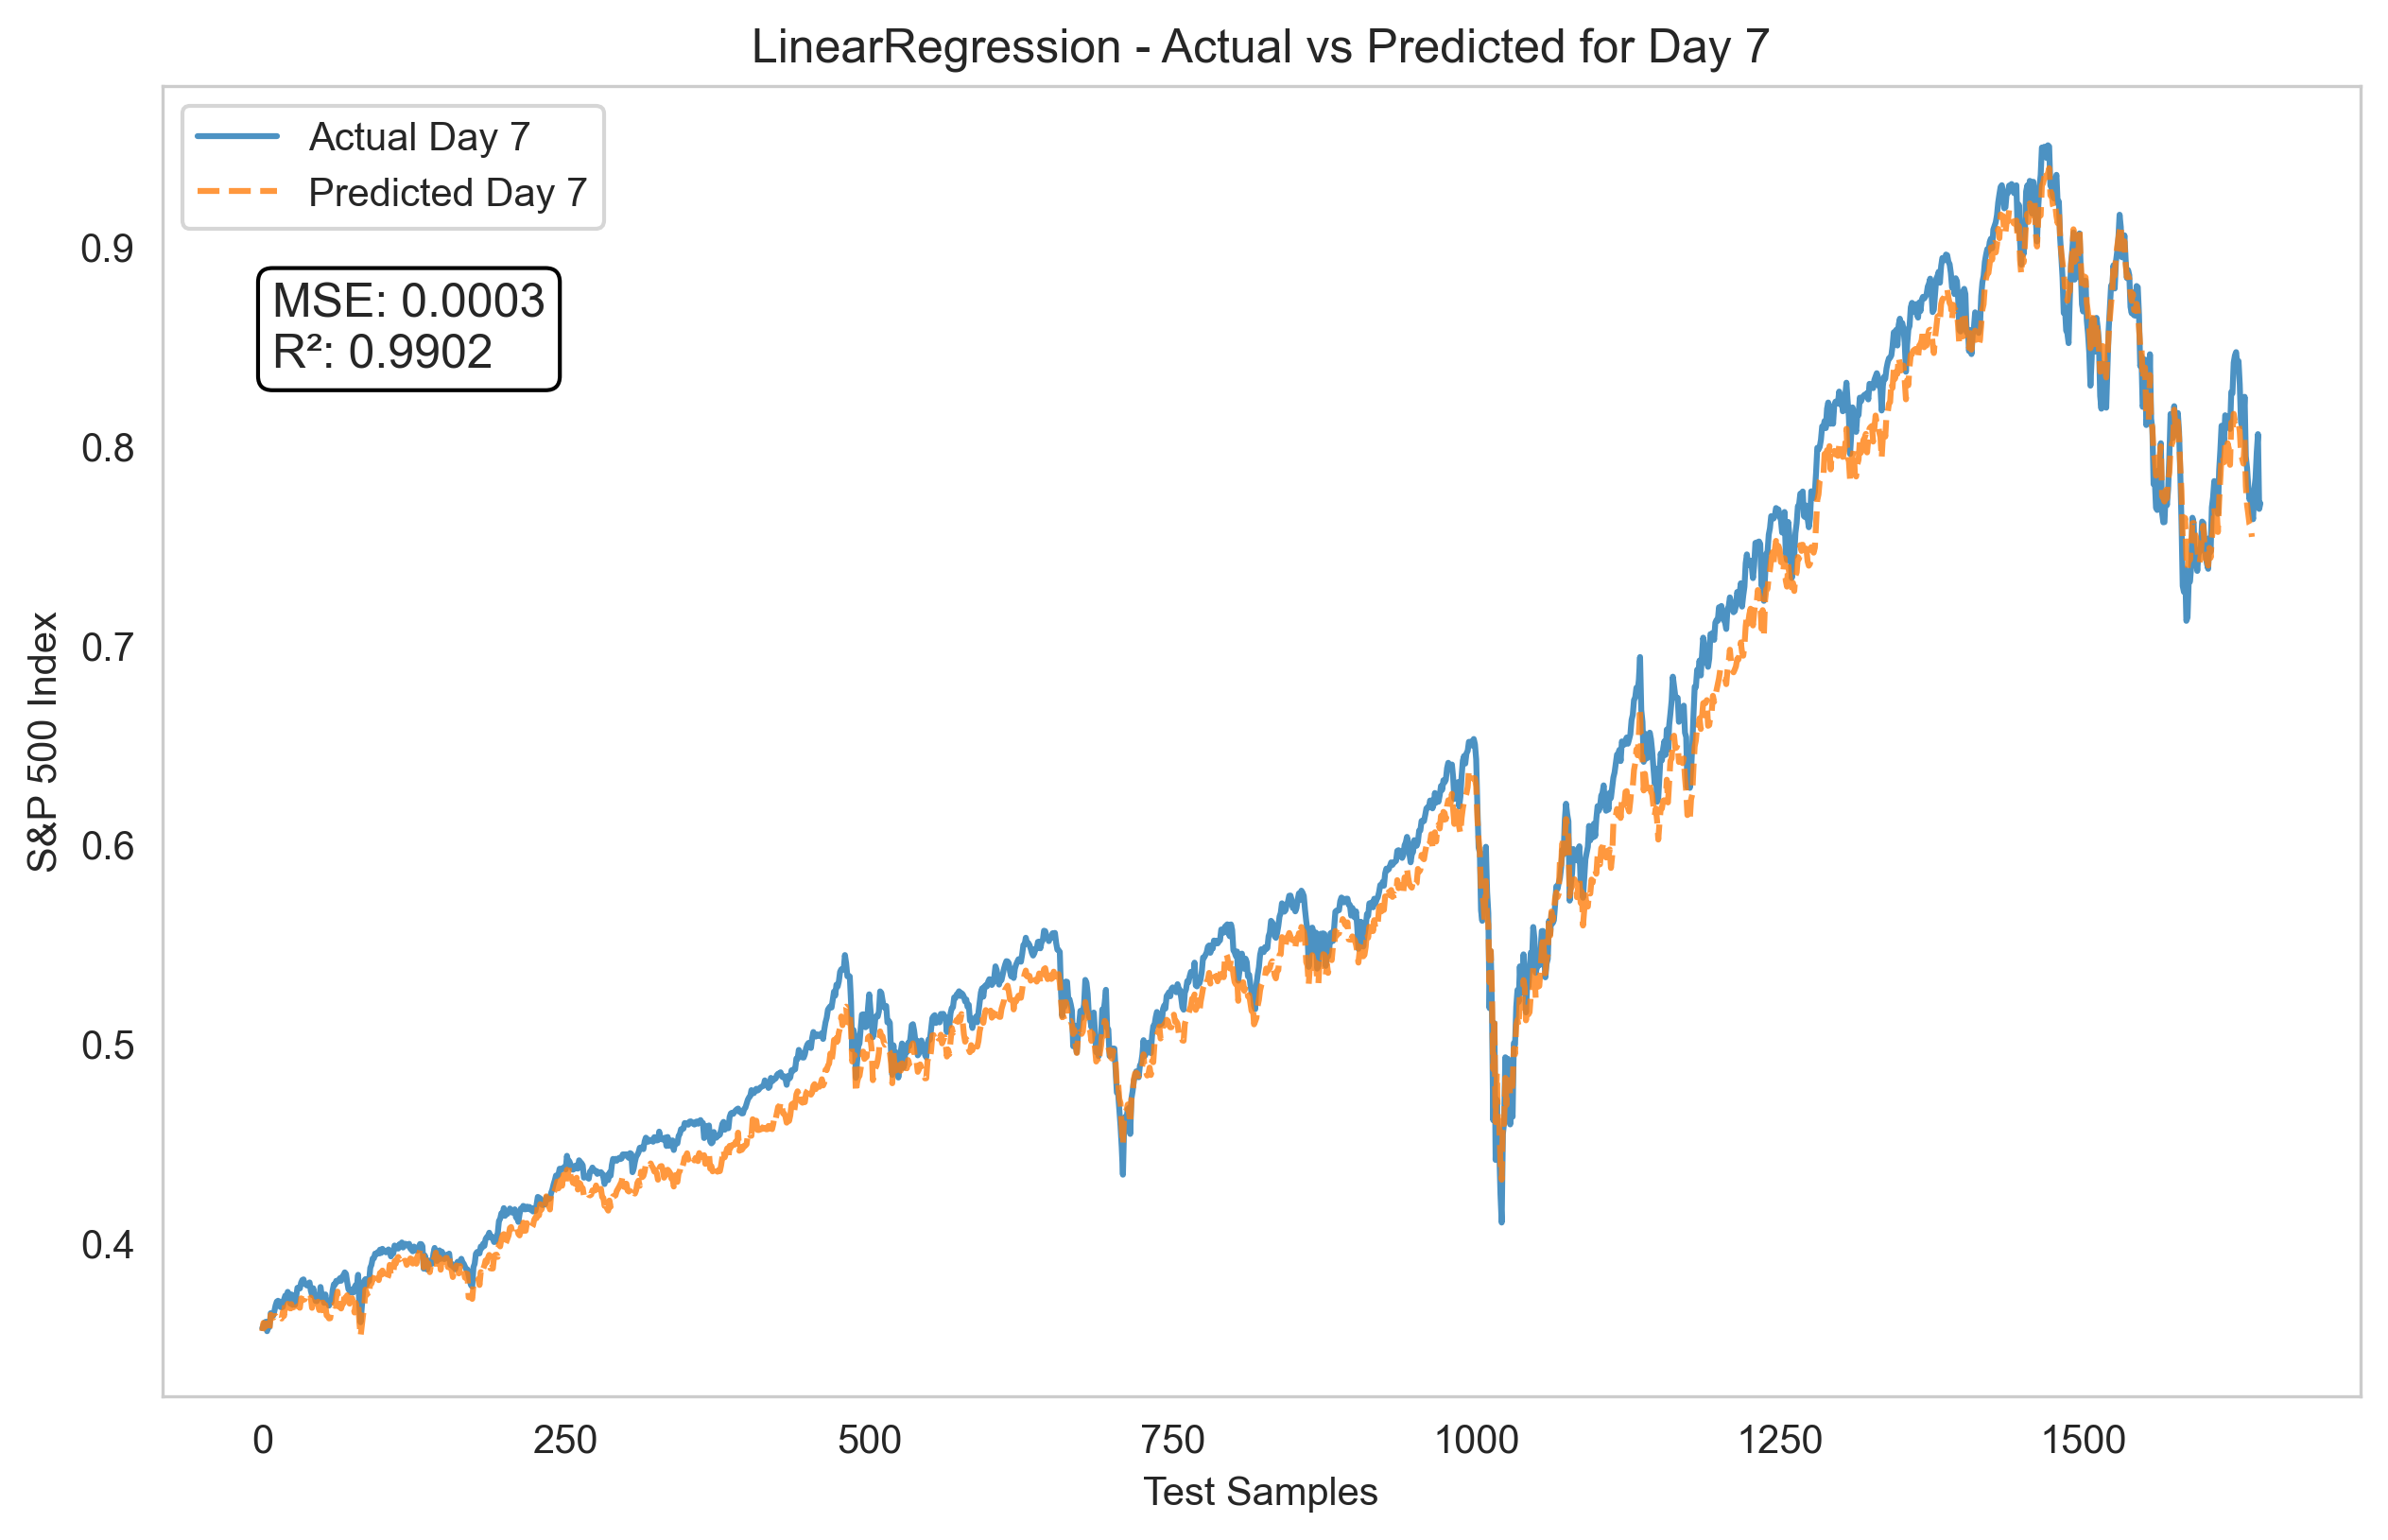 LinearRegression - Actual vs Predicted for Day 7
Actual Day 7
Predicted Day 7
MSE: 0.0003
R²: 0.9902
S&P 500 Index
0.9
0.8
0.7
0.6
0.5
0.4
0 250 500 750 1000 1250 1500
Test Samples